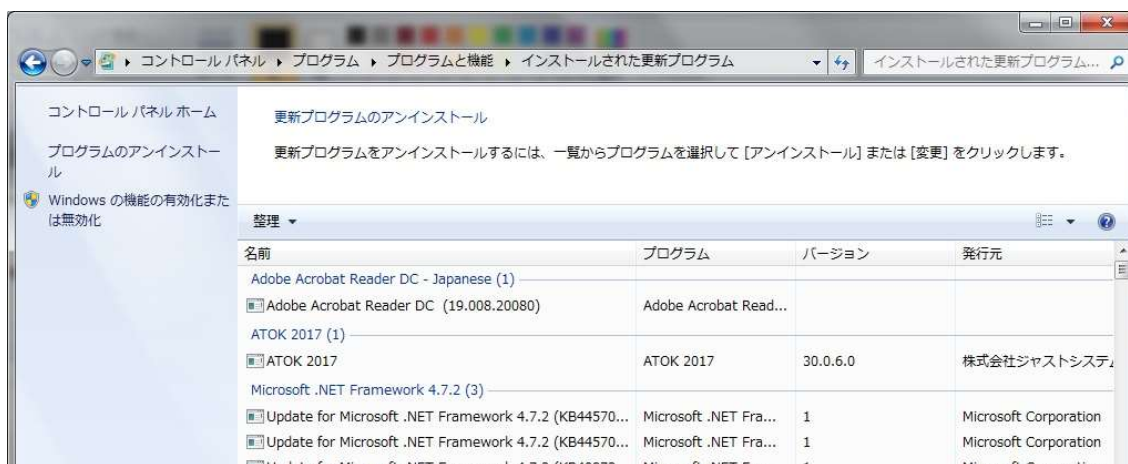 コントロール パネル ▸ プログラム ▸ プログラムと機能 ▸ インストールされた更新プログラム
インストールされた更新プログラム...
コントロール パネル ホーム
プログラムのアンインストー
ル
Windows の機能の有効化また
は無効化
更新プログラムのアンインストール
更新プログラムをアンインストールするには、一覧からプログラムを選択して [アンインストール] または [変更] をクリックします。
整理
名前 プログラム バージョン 発行元
Adobe Acrobat Reader DC - Japanese (1)
Adobe Acrobat Reader DC (19.008.20080) Adobe Acrobat Read...
ATOK 2017 (1)
ATOK 2017 ATOK 2017 30.0.6.0 株式会社ジャストシステム
Microsoft .NET Framework 4.7.2 (3)
Update for Microsoft .NET Framework 4.7.2 (KB44570... Microsoft .NET Fra... 1 Microsoft Corporation
Update for Microsoft .NET Framework 4.7.2 (KB44570... Microsoft .NET Fra... 1 Microsoft Corporation